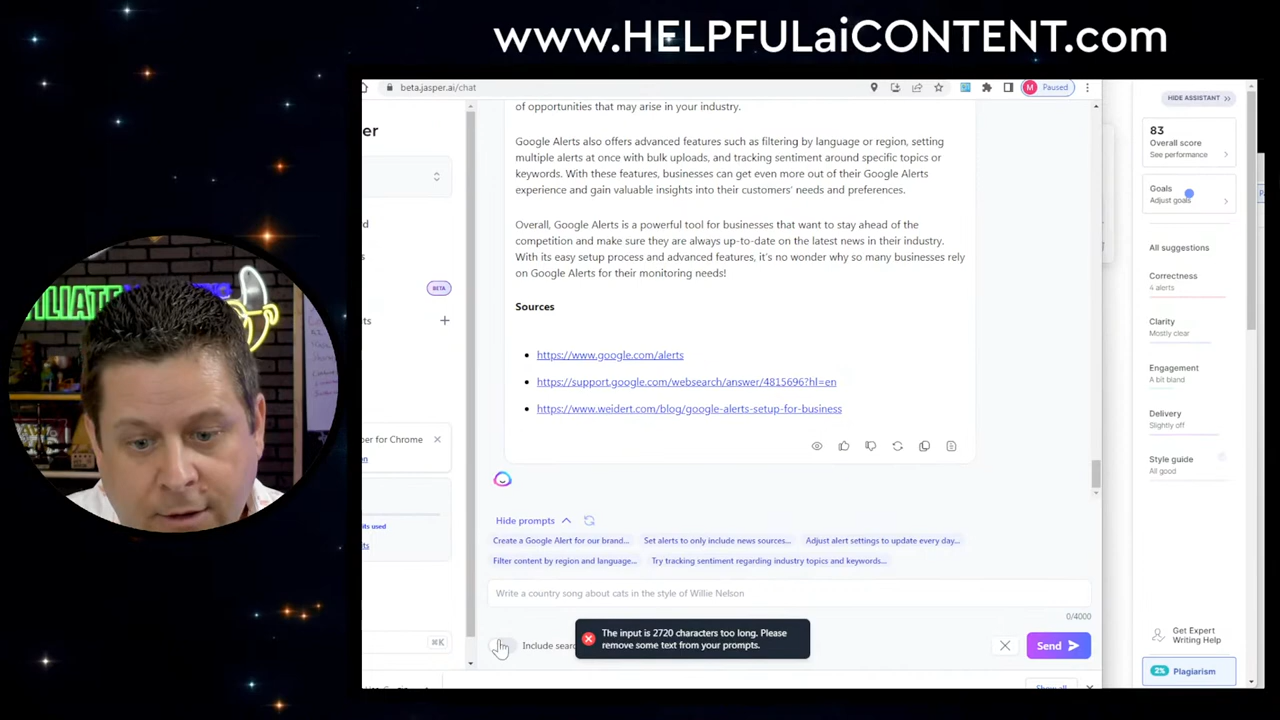 www.HELPFULaiCONTENT.com
beta.jasper.ai/chat
M Paused
HIDE ASSISTANT
of opportunities that may arise in your industry.
er
83
Overall score
See performance
Google Alerts also offers advanced features such as filtering by language or region, setting
multiple alerts at once with bulk uploads, and tracking sentiment around specific topics or
keywords. With these features, businesses can get even more out of their Google Alerts
experience and gain valuable insights into their customers' needs and preferences.
Goals
Adjust goals
Overall, Google Alerts is a powerful tool for businesses that want to stay ahead of the
competition and make sure they are always up-to-date on the latest news in their industry.
With its easy setup process and advanced features, it's no wonder why so many businesses rely
on Google Alerts for their monitoring needs!
All suggestions
Correctness
4 alerts
BETA
Sources
Clarity
Mostly clear
https://www.google.com/alerts
https://support.google.com/websearch/answer/4815696?hl=en
https://www.weidert.com/blog/google-alerts-setup-for-business
Engagement
A bit bland
Delivery
Slightly off
per for Chrome
Style guide
All good
Hide prompts
its used
Create a Google Alert for our brand...
Set alerts to only include news sources...
Adjust alert settings to update every day...
Filter content by region and language...
Try tracking sentiment regarding industry topics and keywords...
Write a country song about cats in the style of Willie Nelson
0/4000
⌘K
Include sear
The input is 2720 characters too long. Please
remove some text from your prompts.
Send
Get Expert
Writing Help
2% Plagiarism
Show all